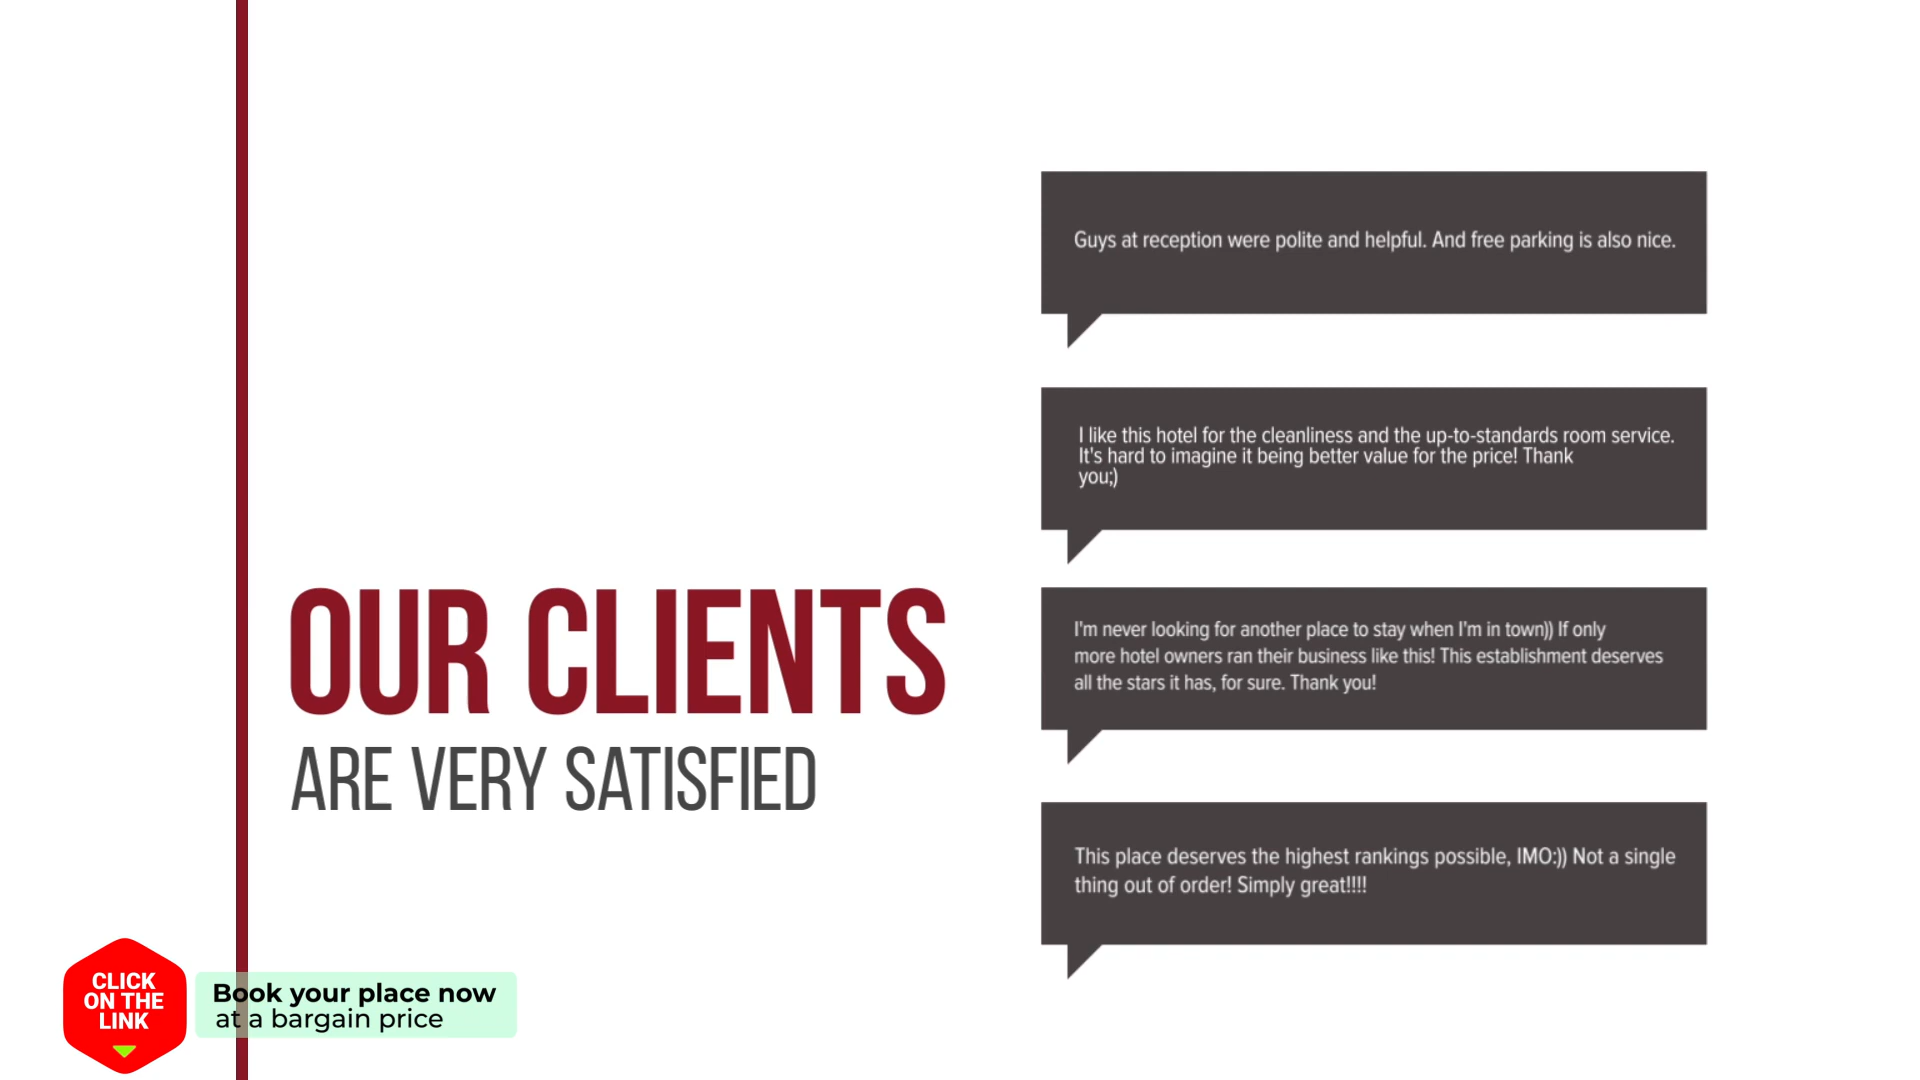 Guys at reception were polite and helpful. And free parking is also nice.
I like this hotel for the cleanliness and the up-to-standards room service.
It's hard to imagine it being better value for the price! Thank
you;)
OUR CLIENTS
ARE VERY SATISFIED
I'm never looking for another place to stay when I'm in town)) If only
more hotel owners ran their business like this! This establishment deserves
all the stars it has, for sure. Thank you!
This place deserves the highest rankings possible, IMO:)) Not a single
thing out of order! Simply great!!!!
CLICK
ON THE
LINK
Book your place now
at a bargain price